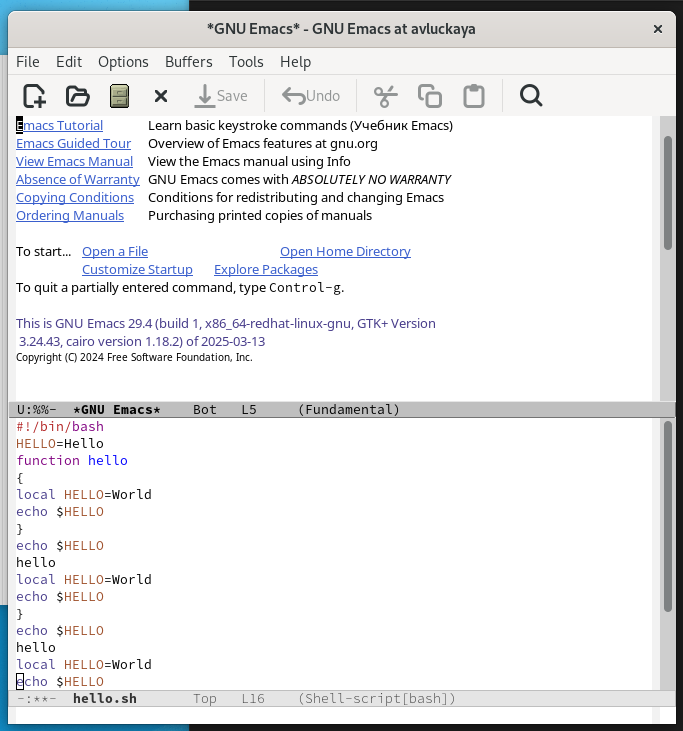 *GNU Emacs* - GNU Emacs at avluckaya
File Edit Options Buffers Tools Help
Save Undo
Emacs Tutorial Learn basic keystroke commands (Учебник Emacs)
Emacs Guided Tour Overview of Emacs features at gnu.org
View Emacs Manual View the Emacs manual using Info
Absence of Warranty GNU Emacs comes with ABSOLUTELY NO WARRANTY
Copying Conditions Conditions for redistributing and changing Emacs
Ordering Manuals Purchasing printed copies of manuals
To start... Open a File Open Home Directory
Customize Startup Explore Packages
To quit a partially entered command, type Control-g.
This is GNU Emacs 29.4 (build 1, x86_64-redhat-linux-gnu, GTK+ Version
3.24.43, cairo version 1.18.2) of 2025-03-13
Copyright (C) 2024 Free Software Foundation, Inc.
U:%%- *GNU Emacs* Bot L5 (Fundamental)
#!/bin/bash
HELLO=Hello
function hello
{
local HELLO=World
echo $HELLO
}
echo $HELLO
hello
local HELLO=World
echo $HELLO
}
echo $HELLO
hello
local HELLO=World
echo $HELLO
-:**- hello.sh Top L16 (Shell-script[bash])